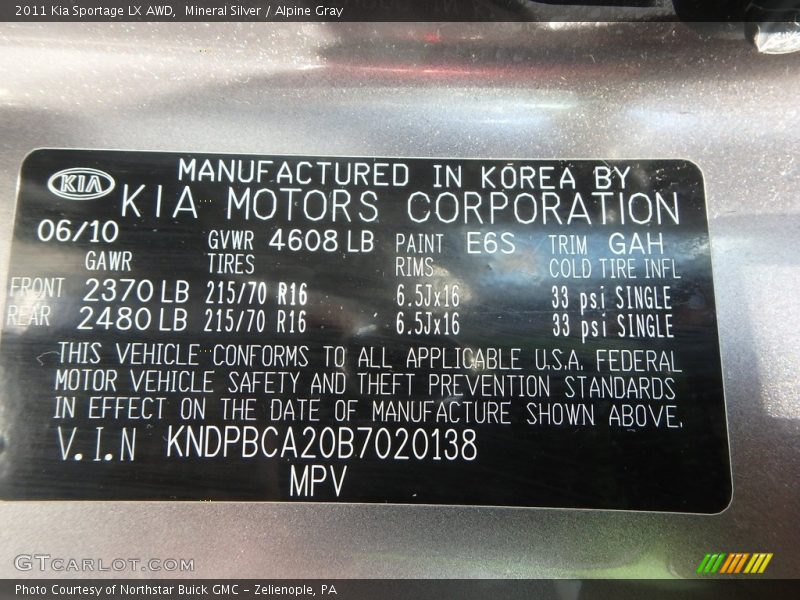 2011 Kia Sportage LX AWD, Mineral Silver / Alpine Gray
KIA MANUFACTURED IN KOREA BY
KIA MOTORS CORPORATION
06/10 GVWR 4608 LB PAINT E6S TRIM GAH
GAWR TIRES RIMS COLD TIRE INFL
FRONT 2370 LB 215/70 R16 6.5Jx16 33 psi SINGLE
REAR 2480 LB 215/70 R16 6.5Jx16 33 psi SINGLE
THIS VEHICLE CONFORMS TO ALL APPLICABLE U.S.A. FEDERAL
MOTOR VEHICLE SAFETY AND THEFT PREVENTION STANDARDS
IN EFFECT ON THE DATE OF MANUFACTURE SHOWN ABOVE.
V.I.N KNDPBCA20B7020138
MPV
GTCARLOT.COM
Photo Courtesy of Northstar Buick GMC - Zelienople, PA